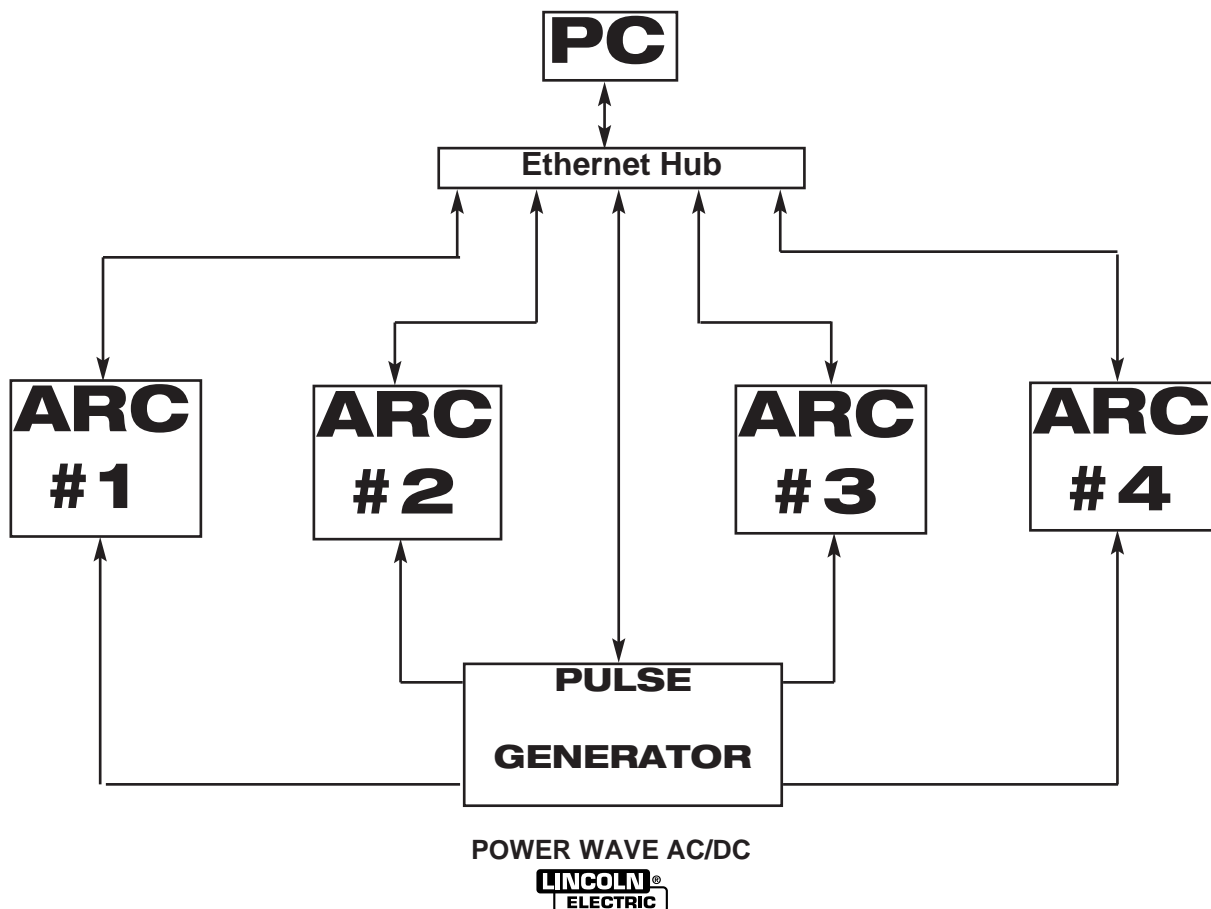 PC
Ethernet Hub
ARC
#1
ARC
#2
ARC
#3
ARC
#4
PULSE
GENERATOR
POWER WAVE AC/DC
LINCOLN ®
ELECTRIC